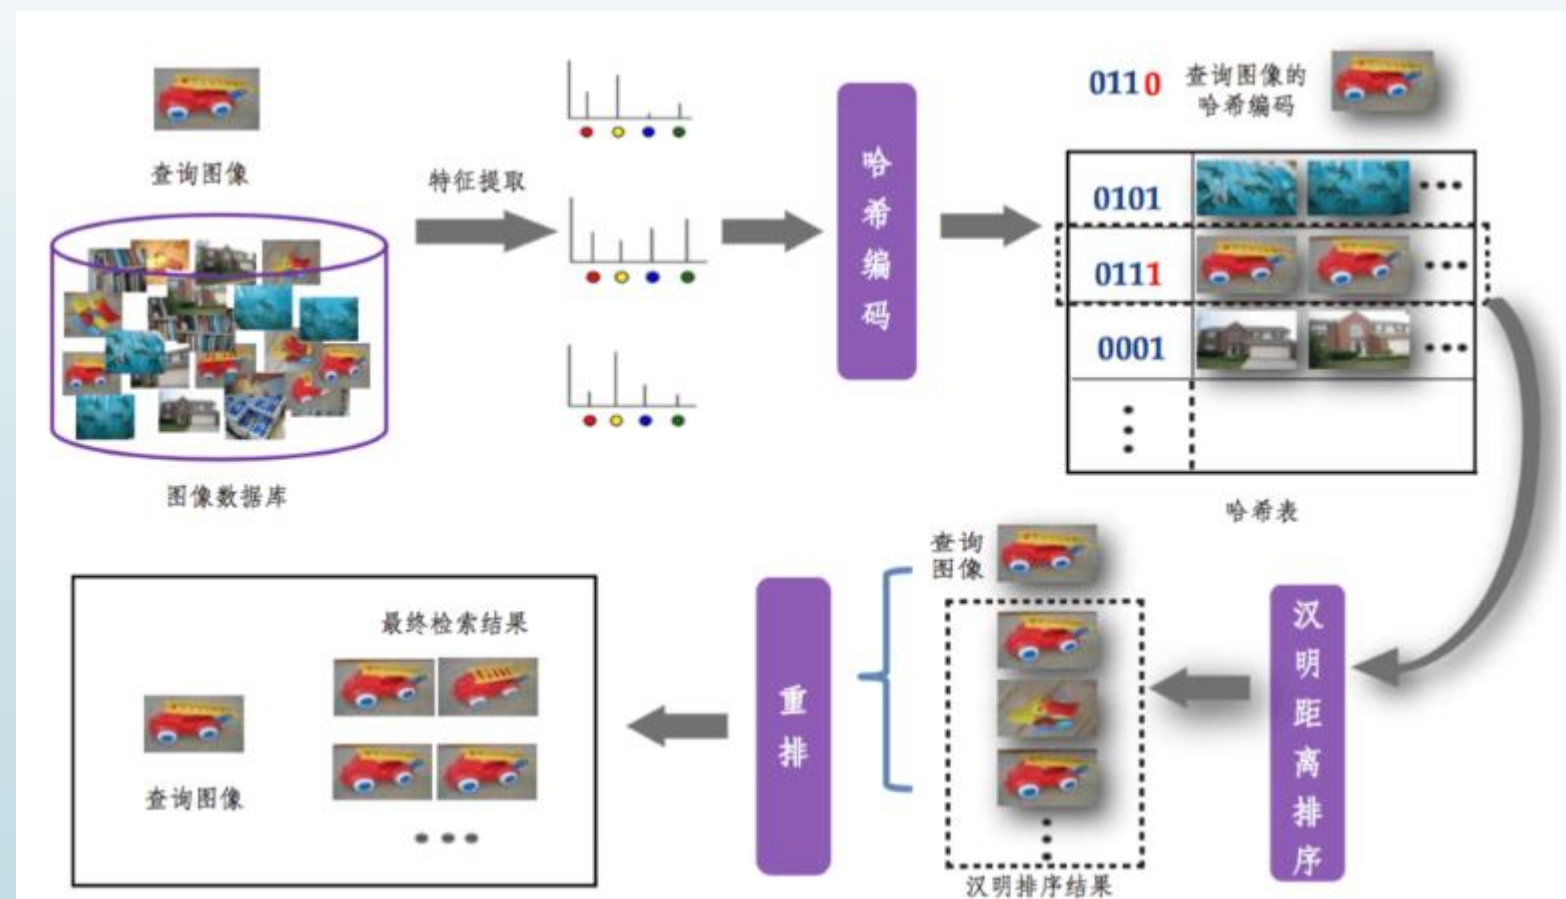 查询图像
图像数据库
特征提取
哈希编码
0110
查询图像的
哈希编码
0101
0111
0001
哈希表
汉明距离排序
查询
图像
汉明排序结果
重排
最终检索结果
查询图像